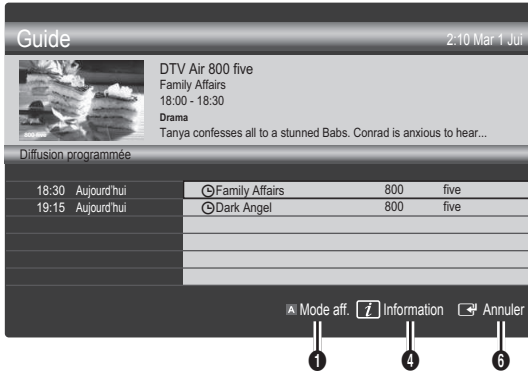 Guide 2:10 Mar 1 Jui
DTV Air 800 five
Family Affairs
18:00 - 18:30
Drama
Tanya confesses all to a stunned Babs. Conrad is anxious to hear...
800 five
Diffusion programmée
18:30 Aujourd'hui Family Affairs 800 five
19:15 Aujourd'hui Dark Angel 800 five
A Mode aff. i Information Annuler
1 4 6